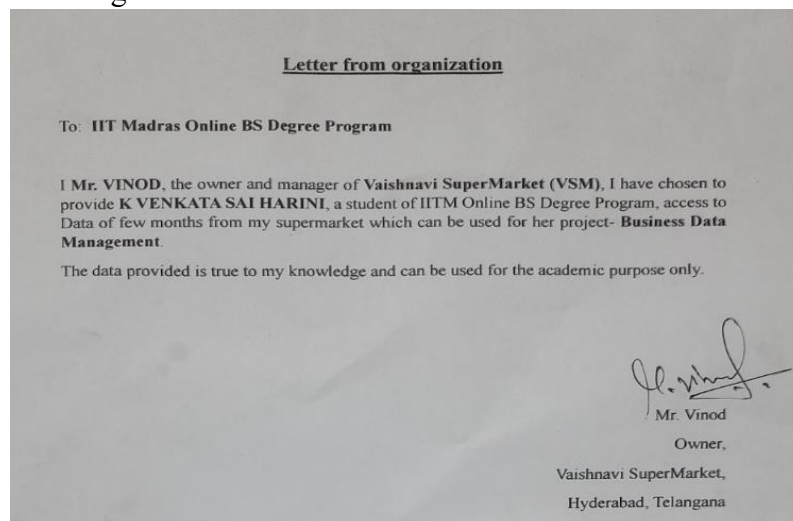 Letter from organization
To: IIT Madras Online BS Degree Program
I Mr. VINOD, the owner and manager of Vaishnavi SuperMarket (VSM), I have chosen to
provide K VENKATA SAI HARINI, a student of IITM Online BS Degree Program, access to
Data of few months from my supermarket which can be used for her project- Business Data
Management.
The data provided is true to my knowledge and can be used for the academic purpose only.
Mr. Vinod
Owner,
Vaishnavi SuperMarket,
Hyderabad, Telangana